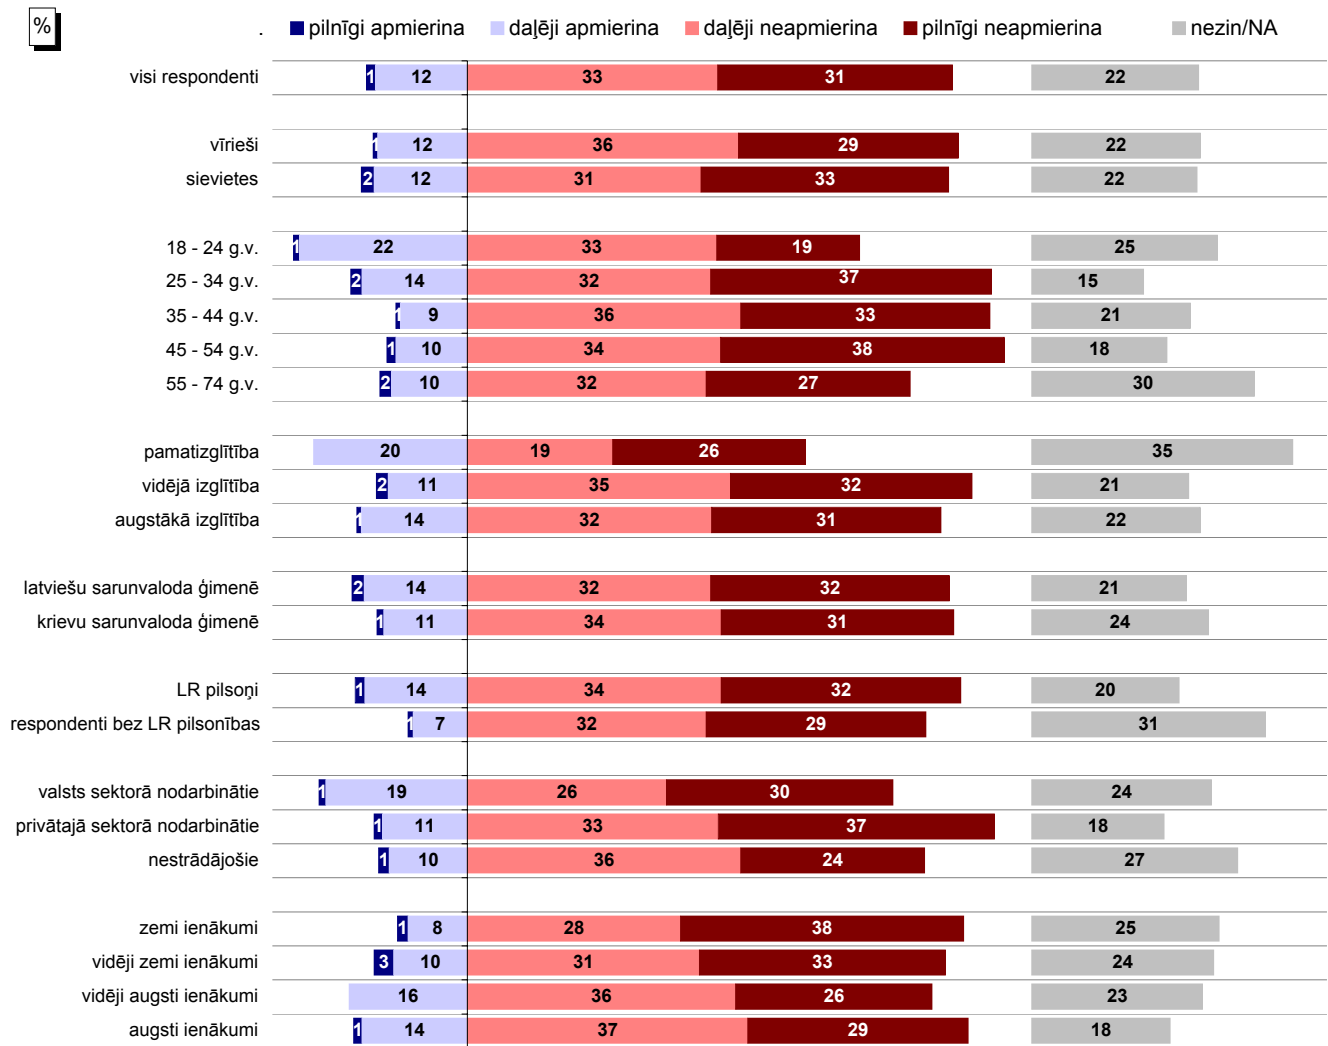 %
. pilnīgi apmierina daļēji apmierina daļēji neapmierina pilnīgi neapmierina nezin/NA
visi respondenti 1 12 33 31 22
vīrieši 1 12 36 29 22
sievietes 2 12 31 33 22
18 - 24 g.v. 1 22 33 19 25
25 - 34 g.v. 2 14 32 37 15
35 - 44 g.v. 1 9 36 33 21
45 - 54 g.v. 1 10 34 38 18
55 - 74 g.v. 2 10 32 27 30
pamatizglītība 20 19 26 35
vidējā izglītība 2 11 35 32 21
augstākā izglītība 1 14 32 31 22
latviešu sarunvaloda ģimenē 2 14 32 32 21
krievu sarunvaloda ģimenē 1 11 34 31 24
LR pilsoņi 1 14 34 32 20
respondenti bez LR pilsonības 1 7 32 29 31
valsts sektorā nodarbinātie 1 19 26 30 24
privātajā sektorā nodarbinātie 1 11 33 37 18
nestrādājošie 1 10 36 24 27
zemi ienākumi 1 8 28 38 25
vidēji zemi ienākumi 3 10 31 33 24
vidēji augsti ienākumi 16 36 26 23
augsti ienākumi 1 14 37 29 18